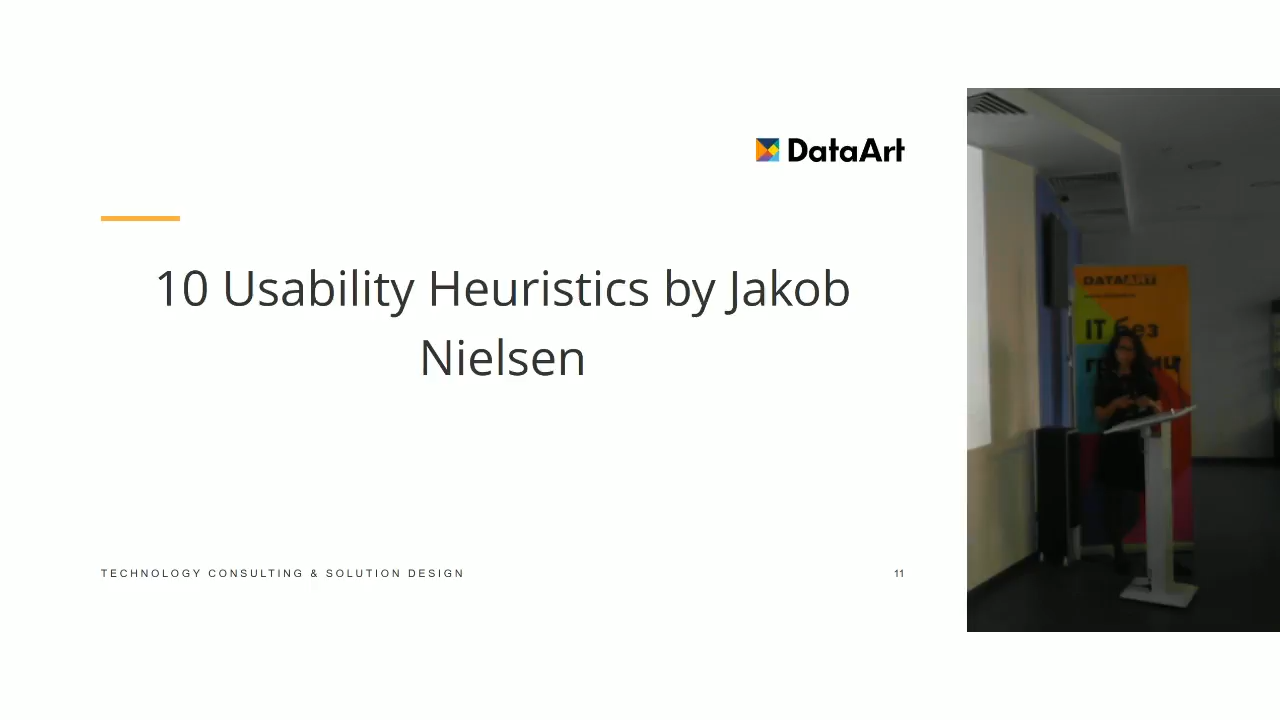 DataArt
10 Usability Heuristics by Jakob
Nielsen
TECHNOLOGY CONSULTING & SOLUTION DESIGN
11
DATAART
IT без